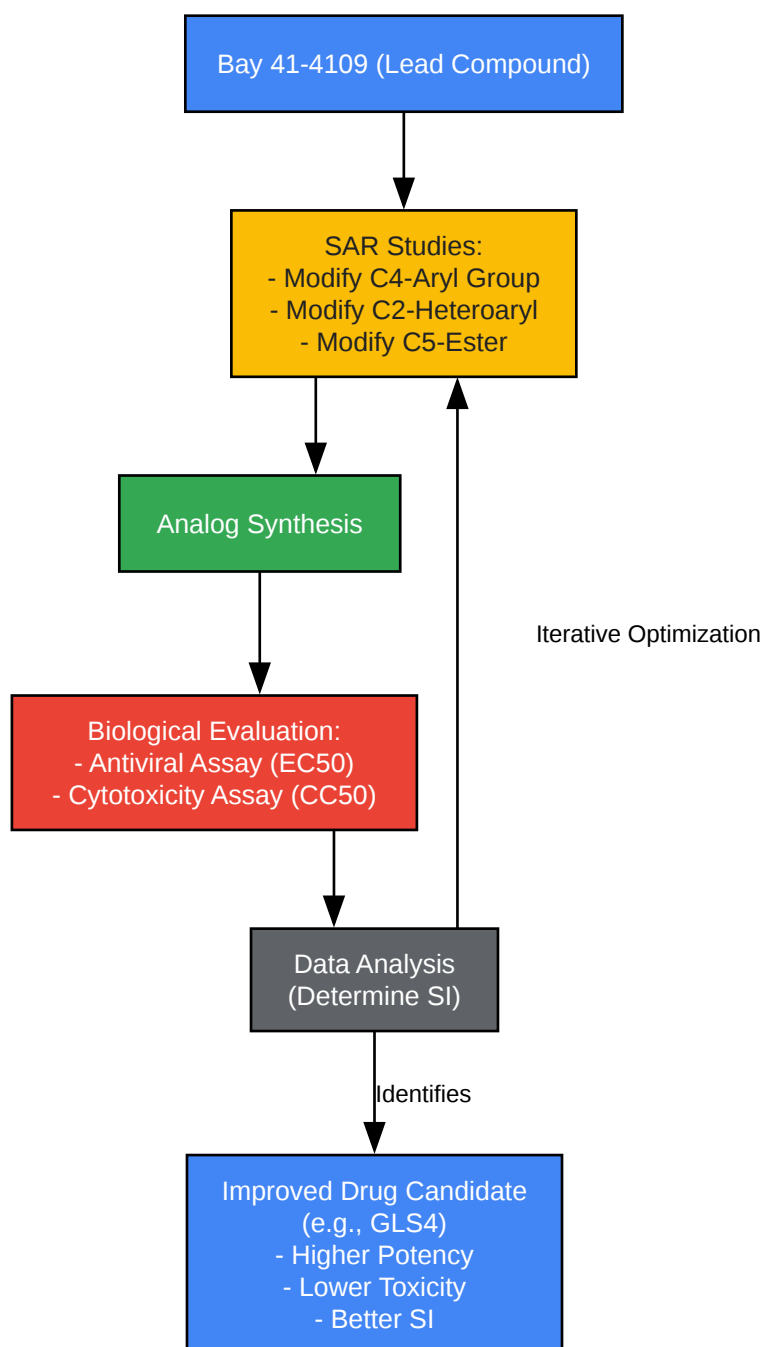 Bay 41-4109 (Lead Compound)
SAR Studies:
- Modify C4-Aryl Group
- Modify C2-Heteroaryl
- Modify C5-Ester
Analog Synthesis
Iterative Optimization
Biological Evaluation:
- Antiviral Assay (EC50)
- Cytotoxicity Assay (CC50)
Data Analysis
(Determine SI)
Identifies
Improved Drug Candidate
(e.g., GLS4)
- Higher Potency
- Lower Toxicity
- Better SI